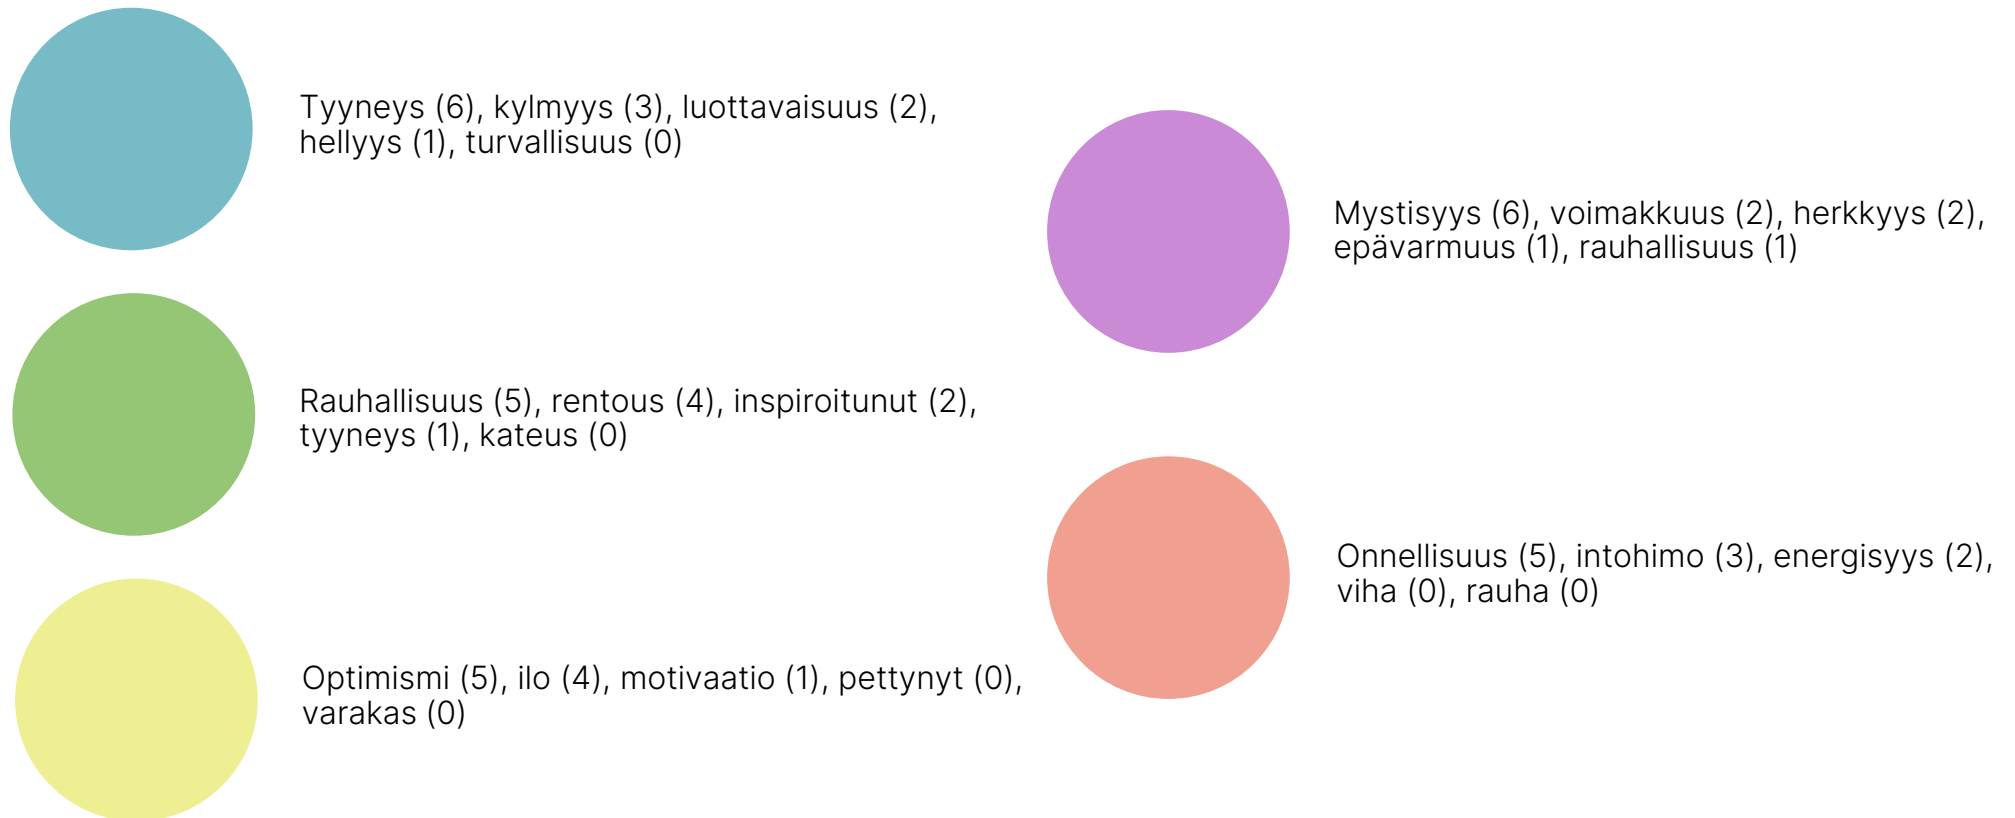 Tyyneys (6), kylmyys (3), luottavaisuus (2),
hellyys (1), turvallisuus (0)
Rauhallisuus (5), rentous (4), inspiroitunut (2),
tyyneys (1), kateus (0)
Optimismi (5), ilo (4), motivaatio (1), pettynyt (0),
varakas (0)
Mystisyys (6), voimakkuus (2), herkkyys (2),
epävarmuus (1), rauhallisuus (1)
Onnellisuus (5), intohimo (3), energisyys (2),
viha (0), rauha (0)